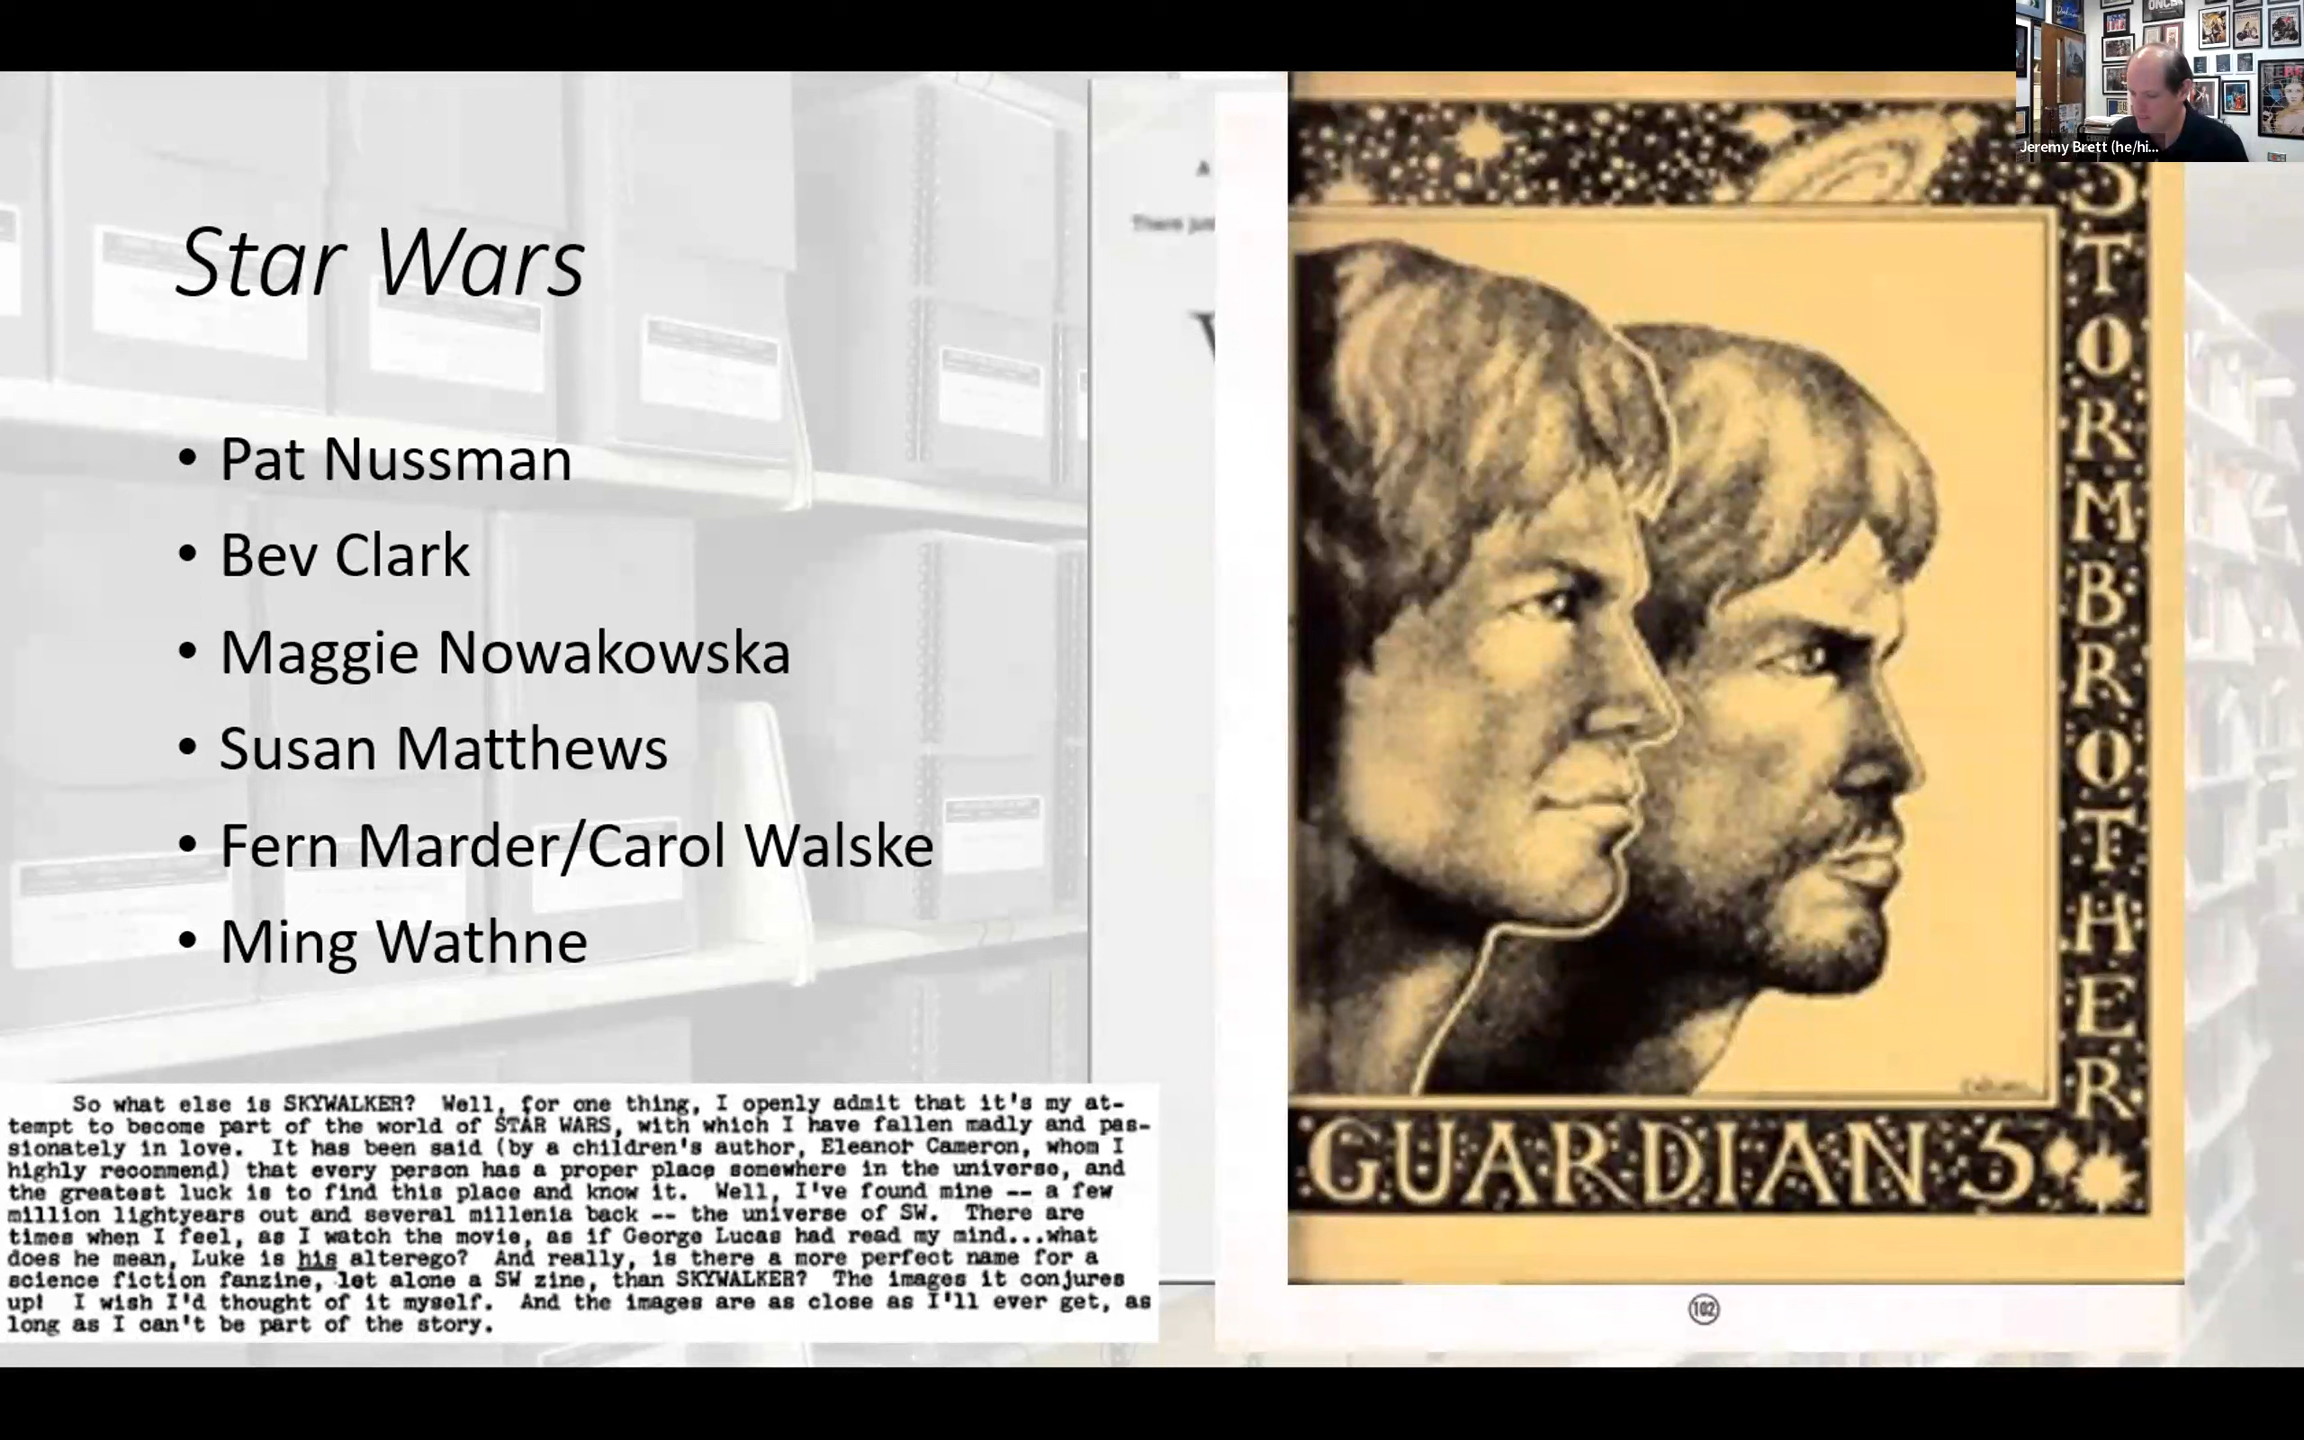 Jeremy Brett (he/hi...
Star Wars
• Pat Nussman
• Bev Clark
• Maggie Nowakowska
• Susan Matthews
• Fern Marder/Carol Walske
• Ming Wathne
So what else is SKYWALKER? Well, for one thing, I openly admit that it's my at-
tempt to become part of the world of STAR WARS, with which I have fallen madly and pas-
sionately in love. It has been said (by a children's author, Eleanor Cameron, whom I
highly recommend) that every person has a proper place somewhere in the universe, and
the greatest luck is to find this place and know it. Well, I've found mine -- a few
million lightyears out and several millenia back -- the universe of SW. There are
times when I feel, as I watch the movie, as if George Lucas had read my mind...what
does he mean, Luke is his alterego? And really, is there a more perfect name for a
science fiction fanzine, let alone a SW zine, than SKYWALKER? The images it conjures
up! I wish I'd thought of it myself. And the images are as close as I'll ever get, as
long as I can't be part of the story.
A
There jus
STORMBROTHER
GUARDIAN 5
102
ONCE